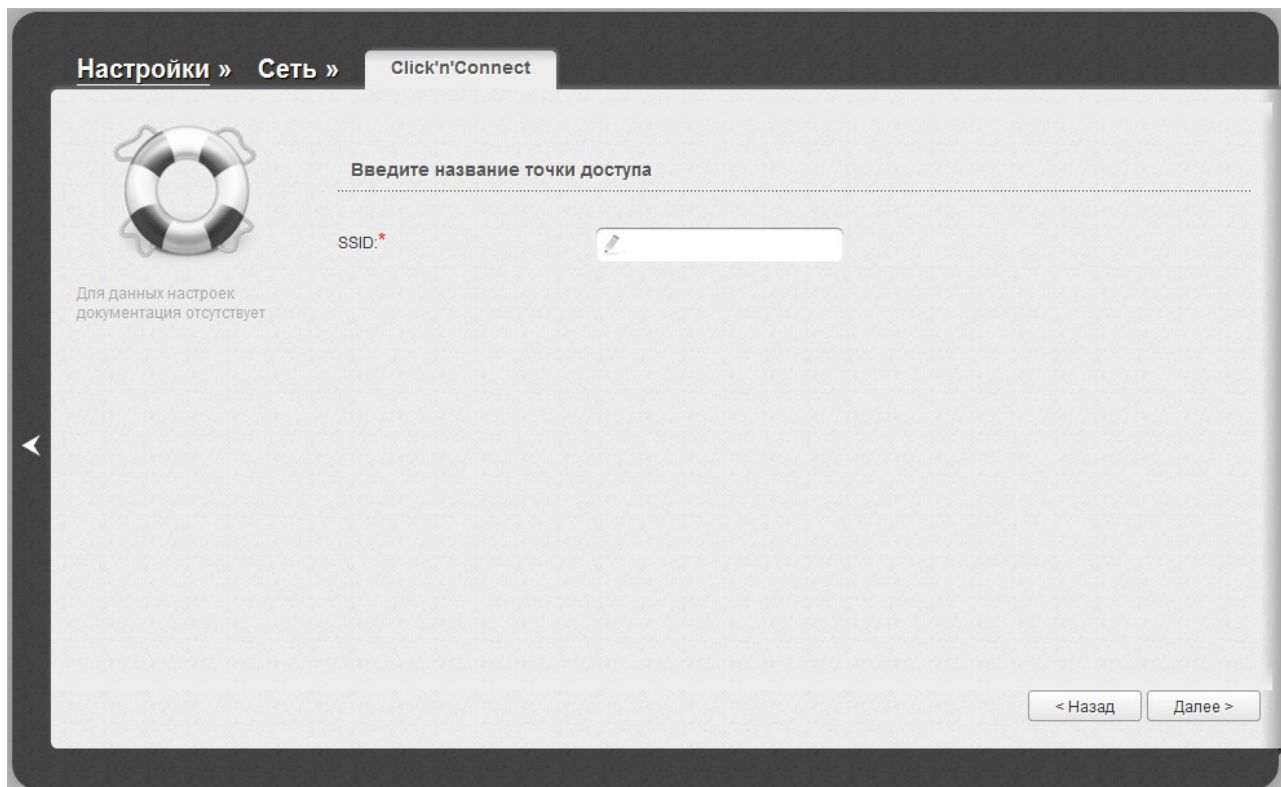 Настройки » Сеть » Click'n'Connect
Введите название точки доступа
SSID:*
Для данных настроек
документация отсутствует
< Назад Далее >